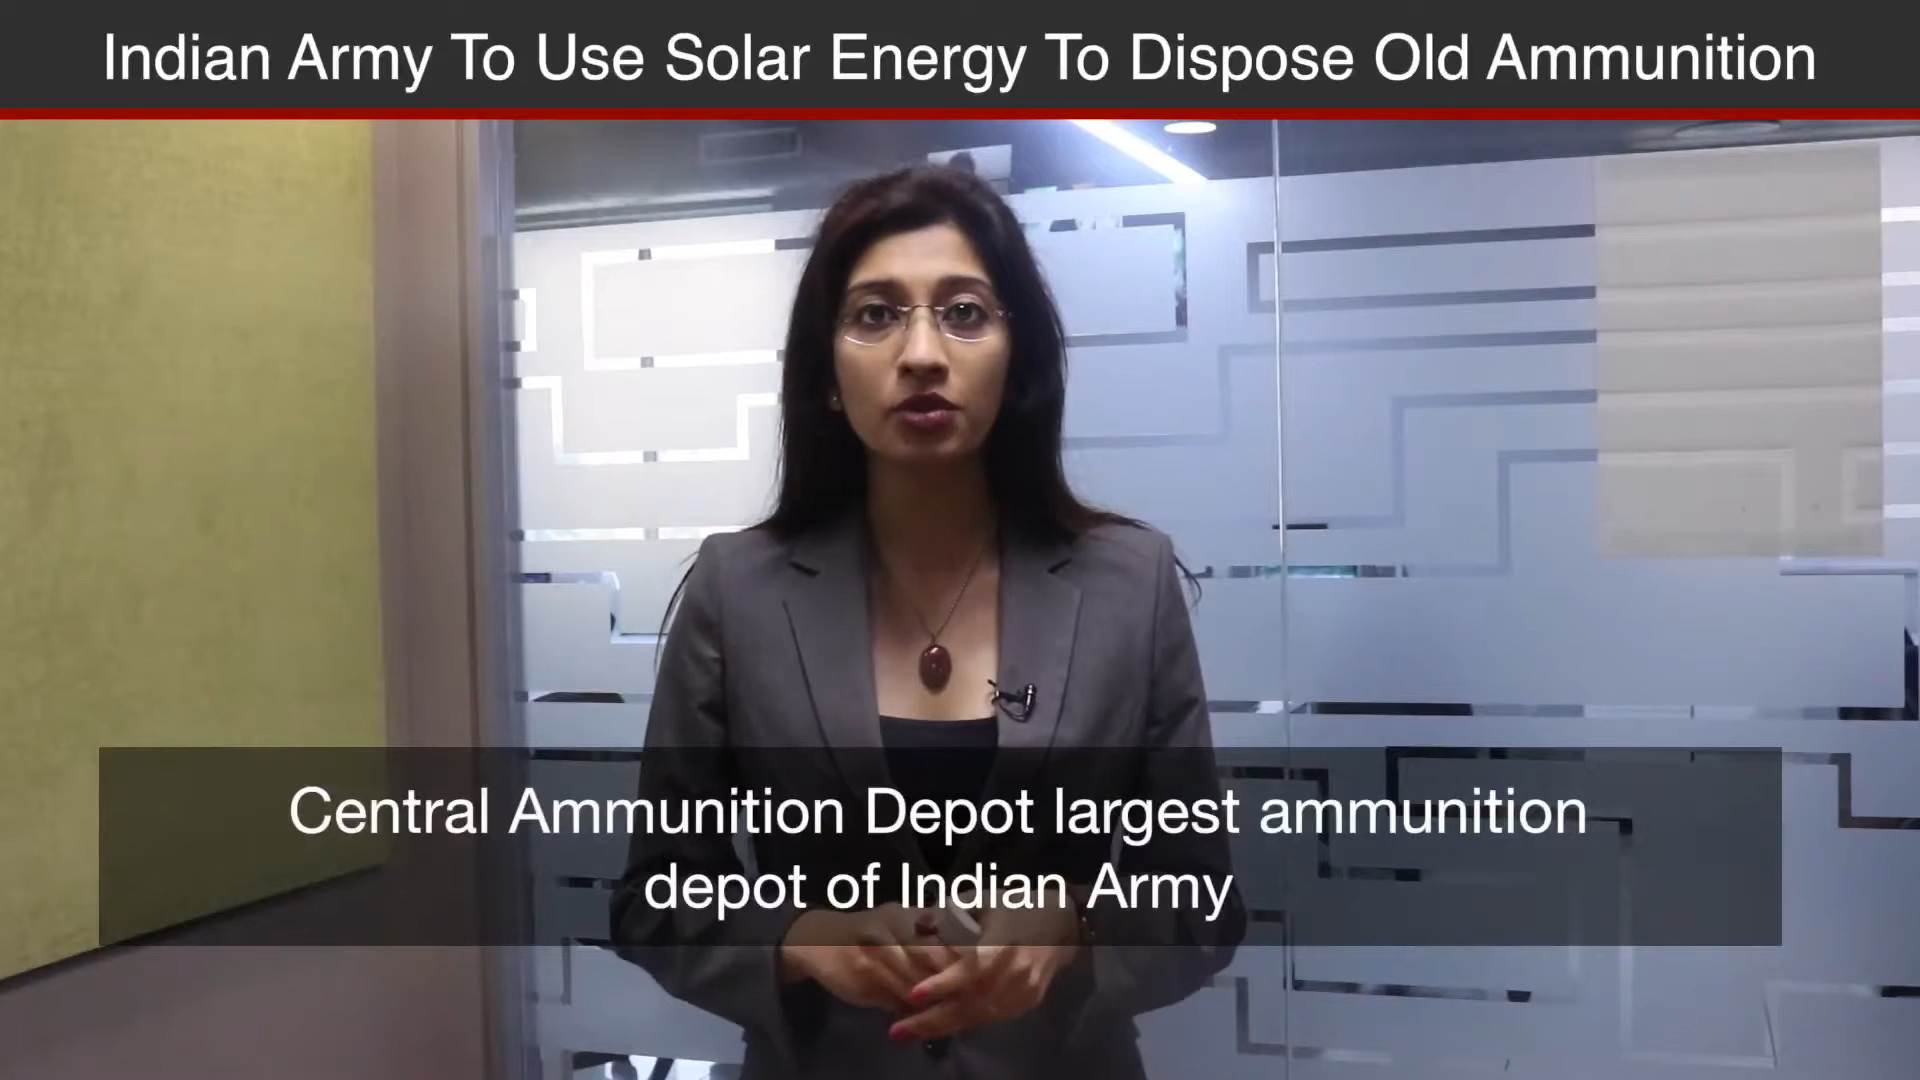 Indian Army To Use Solar Energy To Dispose Old Ammunition
Central Ammunition Depot largest ammunition
depot of Indian Army